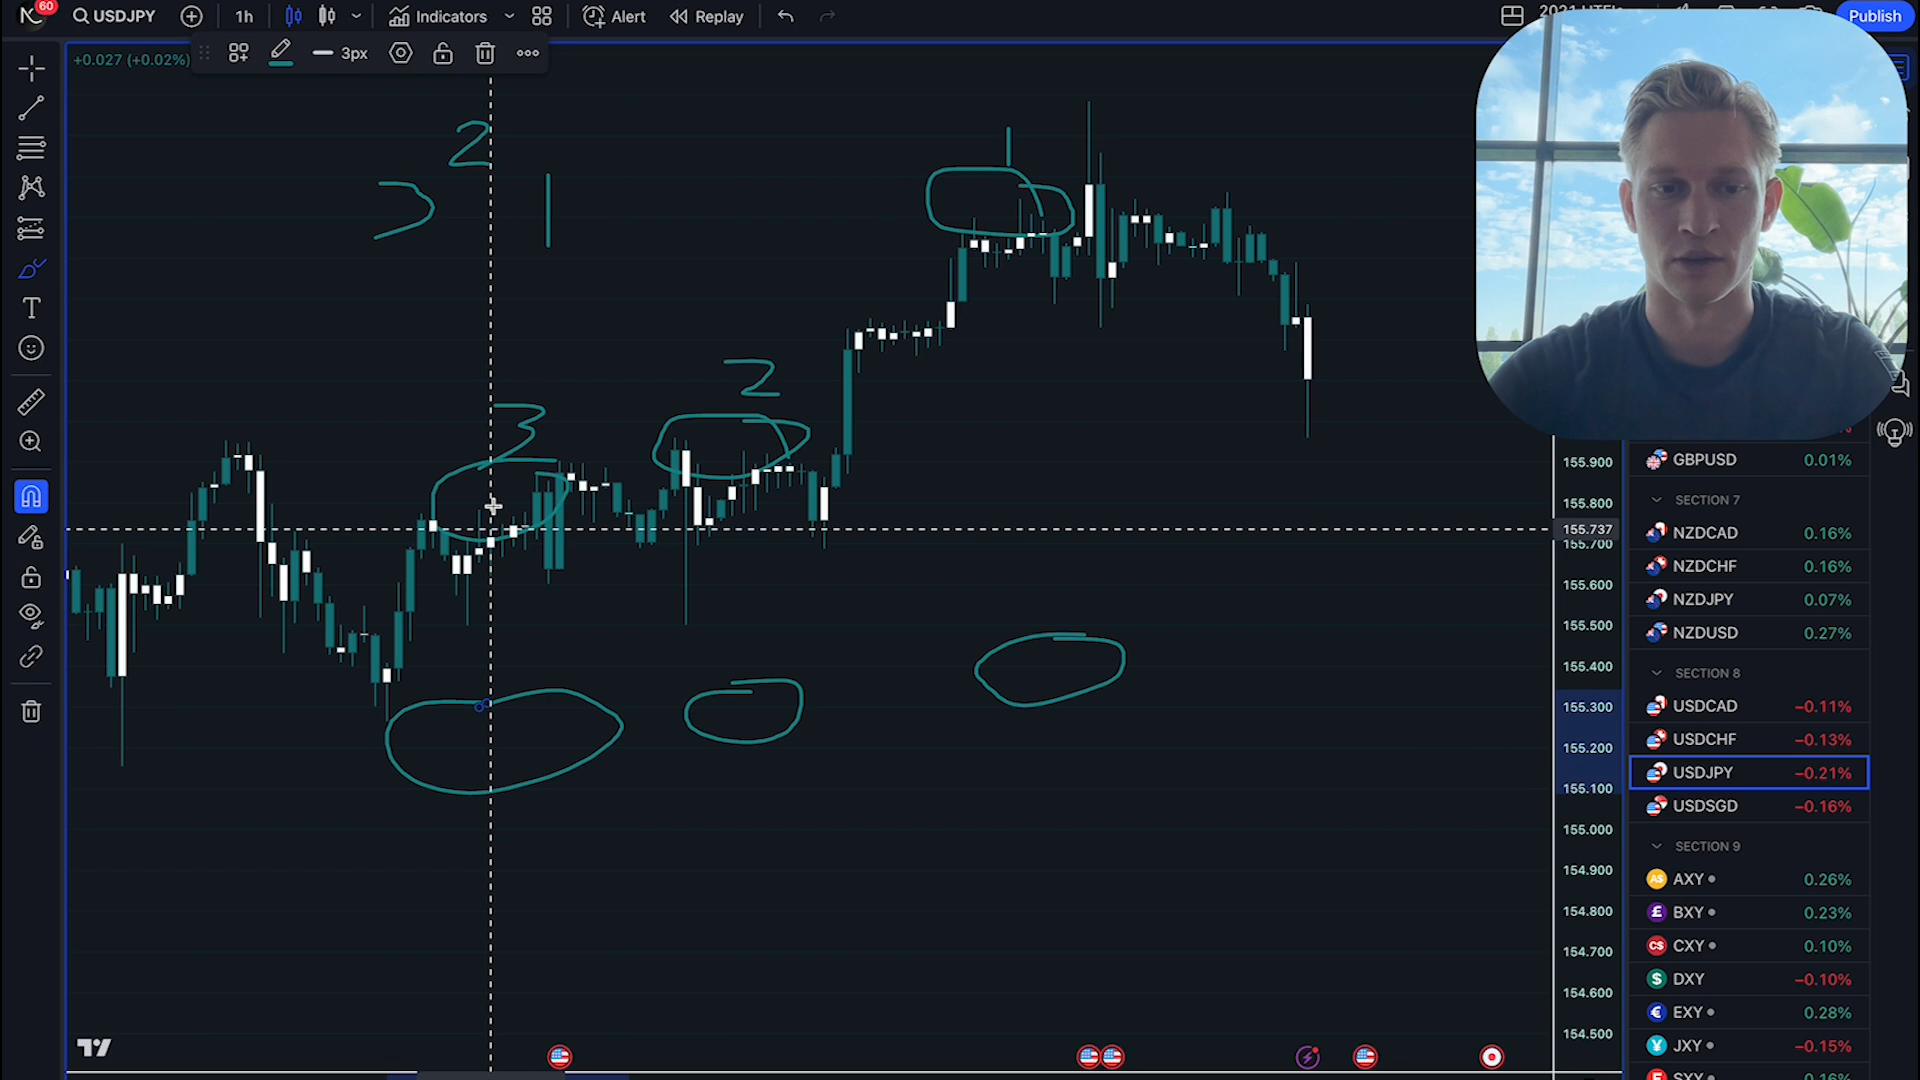 60
USDJPY
1h
Indicators
Alert
Replay
Publish
+0.027 (+0.02%)
3px
2
1
1
2
3
155.900
155.800
155.737
155.700
155.600
155.500
155.400
155.300
155.200
155.100
155.000
154.900
154.800
154.700
154.600
154.500
GBPUSD 0.01%
SECTION 7
NZDCAD 0.16%
NZDCHF 0.16%
NZDJPY 0.07%
NZDUSD 0.27%
SECTION 8
USDCAD −0.11%
USDCHF −0.13%
USDJPY −0.21%
USDSGD −0.16%
SECTION 9
A$ AXY 0.26%
£ BXY 0.23%
C$ CXY 0.10%
$ DXY −0.10%
€ EXY 0.28%
¥ JXY −0.15%